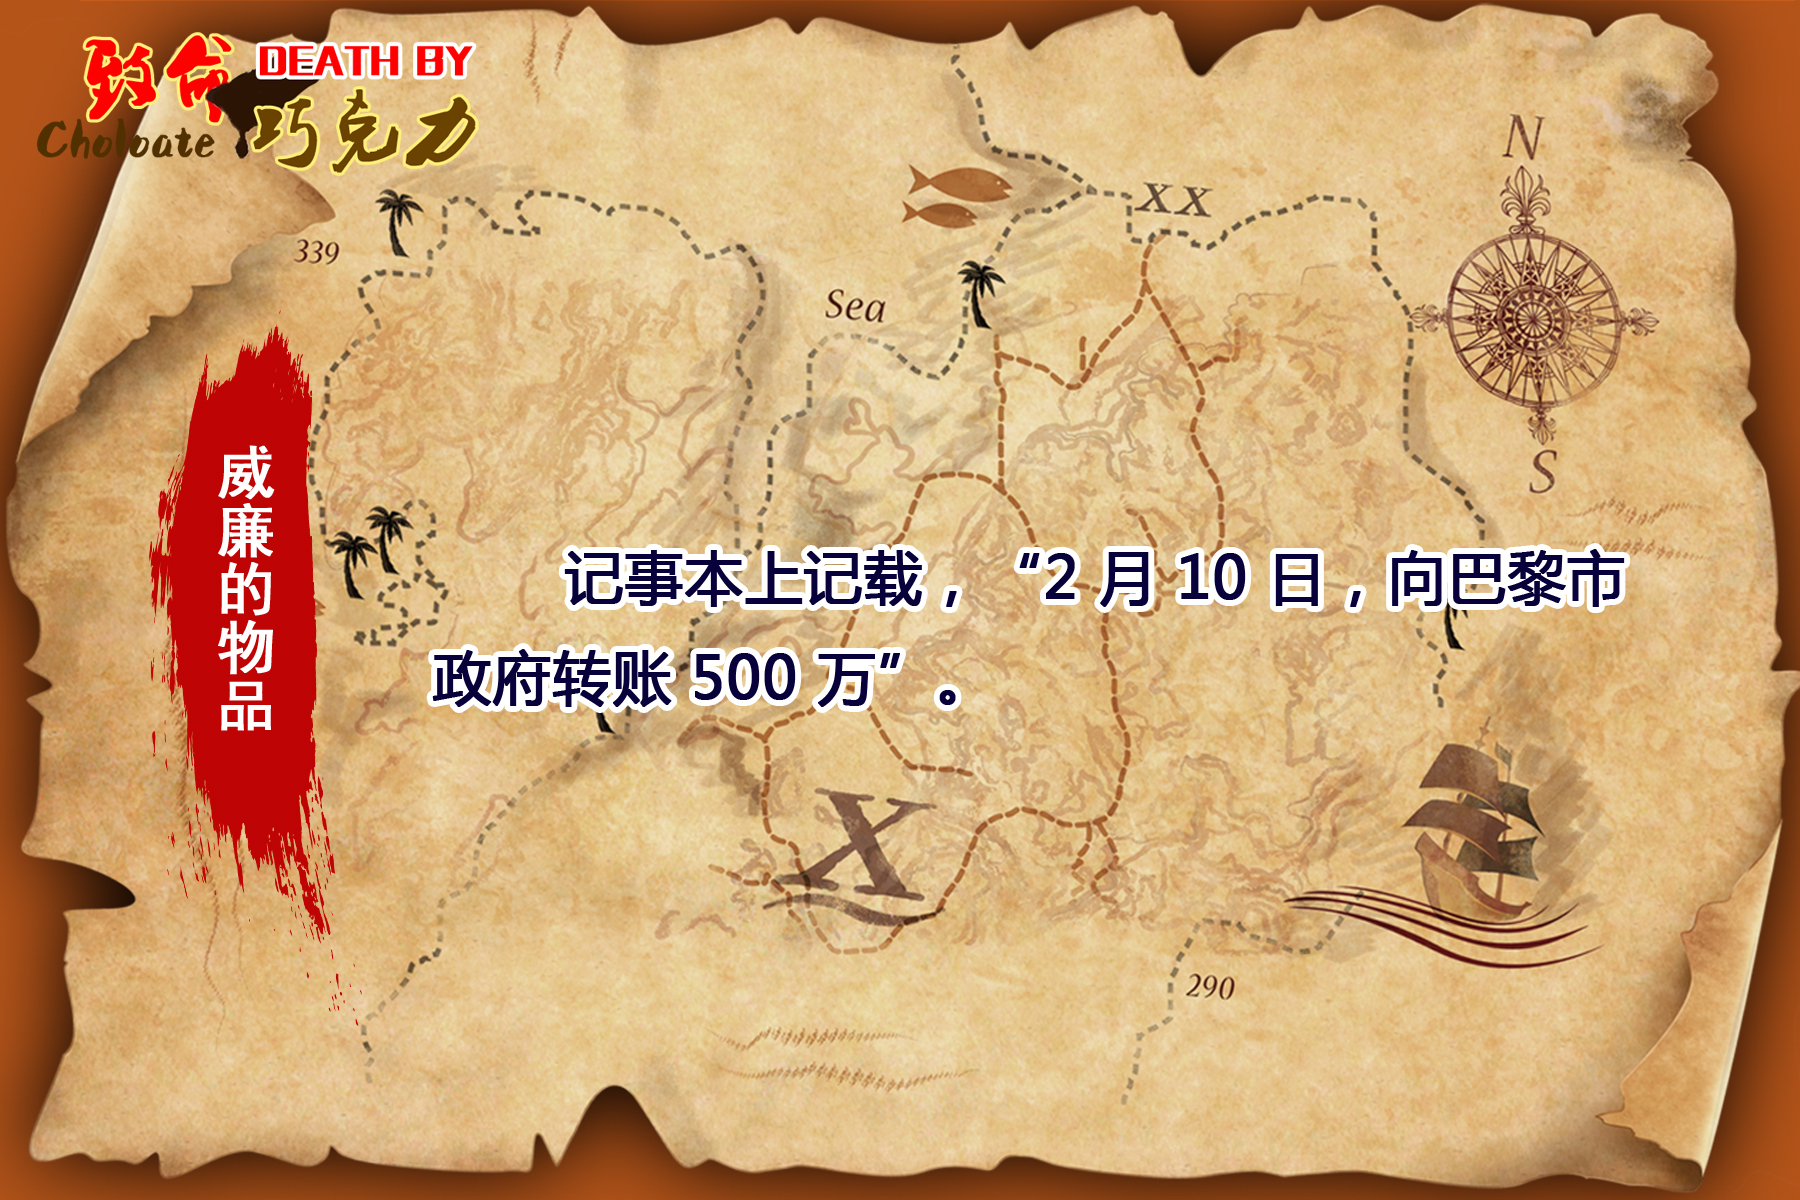 致命 DEATH BY
Choloate 巧克力
N
XX
339
Sea
S
威廉的物品
记事本上记载，“2 月 10 日，向巴黎市
政府转账 500 万”。
X
290